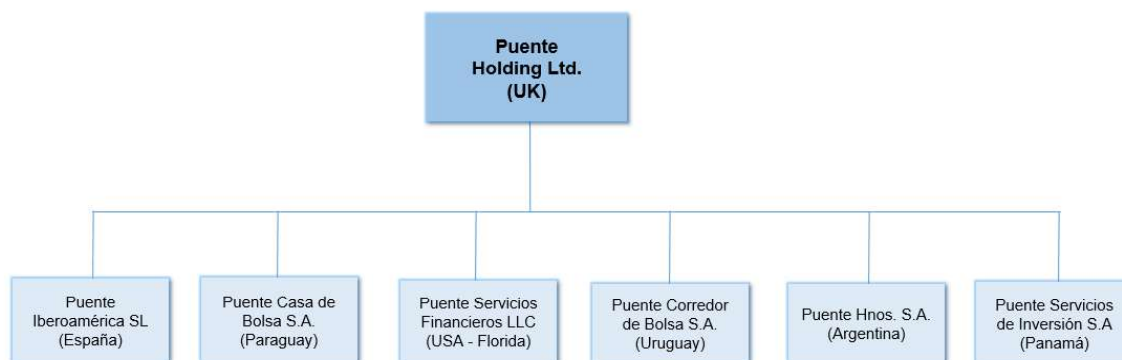 Puente
Holding Ltd.
(UK)
Puente
Iberoamérica SL
(España)
Puente Casa de
Bolsa S.A.
(Paraguay)
Puente Servicios
Financieros LLC
(USA - Florida)
Puente Corredor
de Bolsa S.A.
(Uruguay)
Puente Hnos. S.A.
(Argentina)
Puente Servicios
de Inversión S.A
(Panamá)